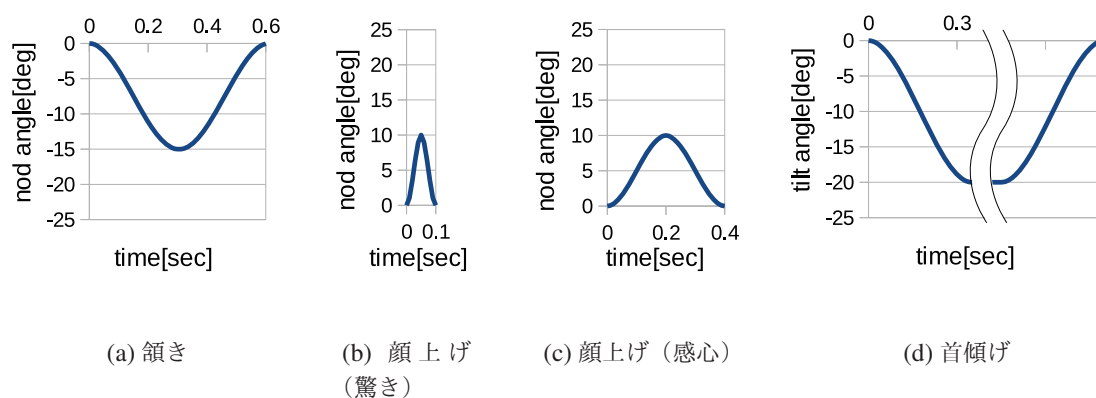 0 0.2 0.4 0.6
0
-5
-10
-15
-20
-25
nod angle[deg]
time[sec]
(a) 頷き
25
20
15
10
5
0
0 0.1
nod angle[deg]
time[sec]
(b) 顔上げ
（驚き）
25
20
15
10
5
0
0 0.2 0.4
nod angle[deg]
time[sec]
(c) 顔上げ（感心）
0 0.3
0
-5
-10
-15
-20
-25
tilt angle[deg]
time[sec]
(d) 首傾げ